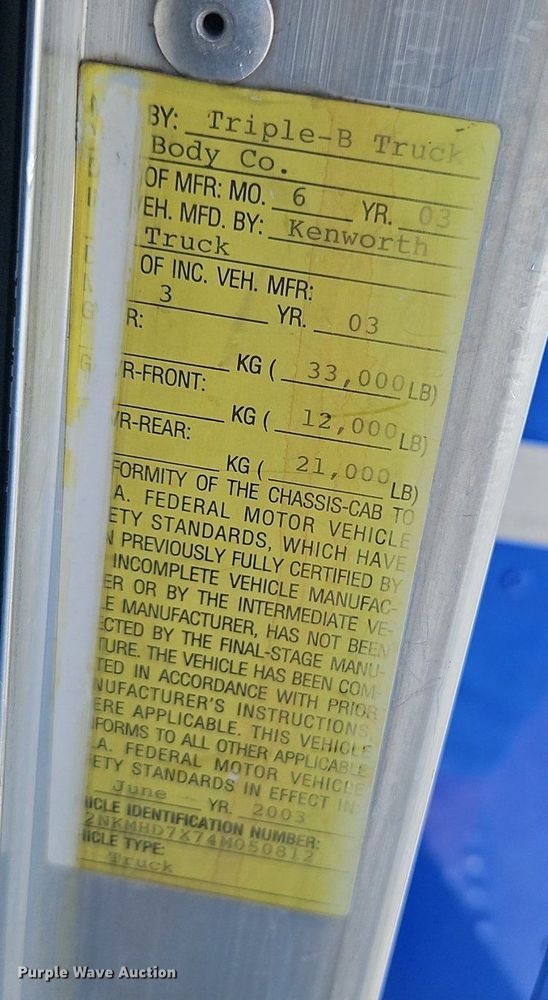 BY: Triple-B Truck
Body Co.
OF MFR: MO. 6 YR. 03
EH. MFD. BY: Kenworth
Truck
OF INC. VEH. MFR:
3 YR. 03
R:
KG ( 33,000 LB)
R-FRONT:
KG ( 12,000 LB)
R-REAR:
KG ( 21,000 LB)
FORMITY OF THE CHASSIS-CAB TO
A. FEDERAL MOTOR VEHICLE
ETY STANDARDS, WHICH HAVE
N PREVIOUSLY FULLY CERTIFIED BY
INCOMPLETE VEHICLE MANUFAC-
ER OR BY THE INTERMEDIATE VE-
LE MANUFACTURER, HAS NOT BEEN
ECTED BY THE FINAL-STAGE MANU-
TURE. THE VEHICLE HAS BEEN COM-
TED IN ACCORDANCE WITH PRIOR
NUFACTURER'S INSTRUCTIONS,
ERE APPLICABLE. THIS VEHICLE
FORMS TO ALL OTHER APPLICABLE
.A. FEDERAL MOTOR VEHICLE
ETY STANDARDS IN EFFECT IN
June YR. 2003
ICLE IDENTIFICATION NUMBER:
2NKMHD7X74M050812
HICLE TYPE:
Truck
Purple Wave Auction